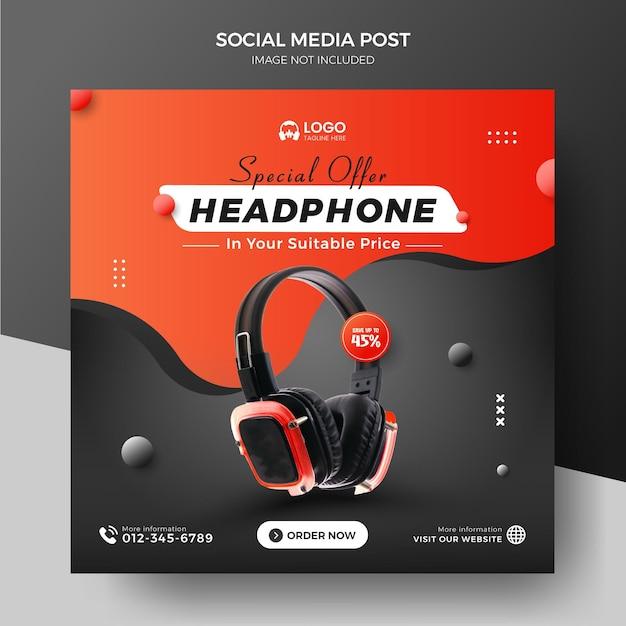 SOCIAL MEDIA POST
IMAGE NOT INCLUDED
LOGO
TAGLINE HERE
Special Offer
HEADPHONE
In Your Suitable Price
SAVE UP TO
45%
More information
012-345-6789
ORDER NOW
More information
VISIT OUR WEBSITE